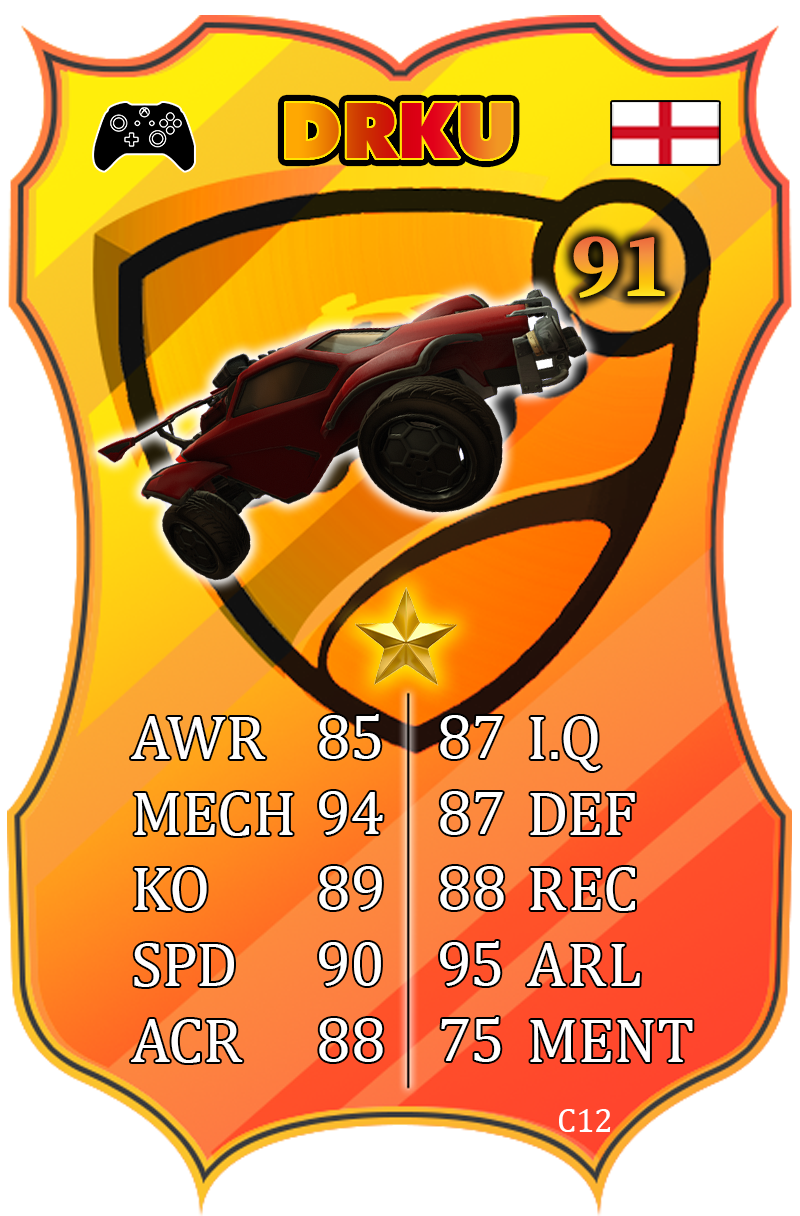 DRKU
91
AWR 85 87 I.Q
MECH 94 87 DEF
KO 89 88 REC
SPD 90 95 ARL
ACR 88 75 MENT
C12